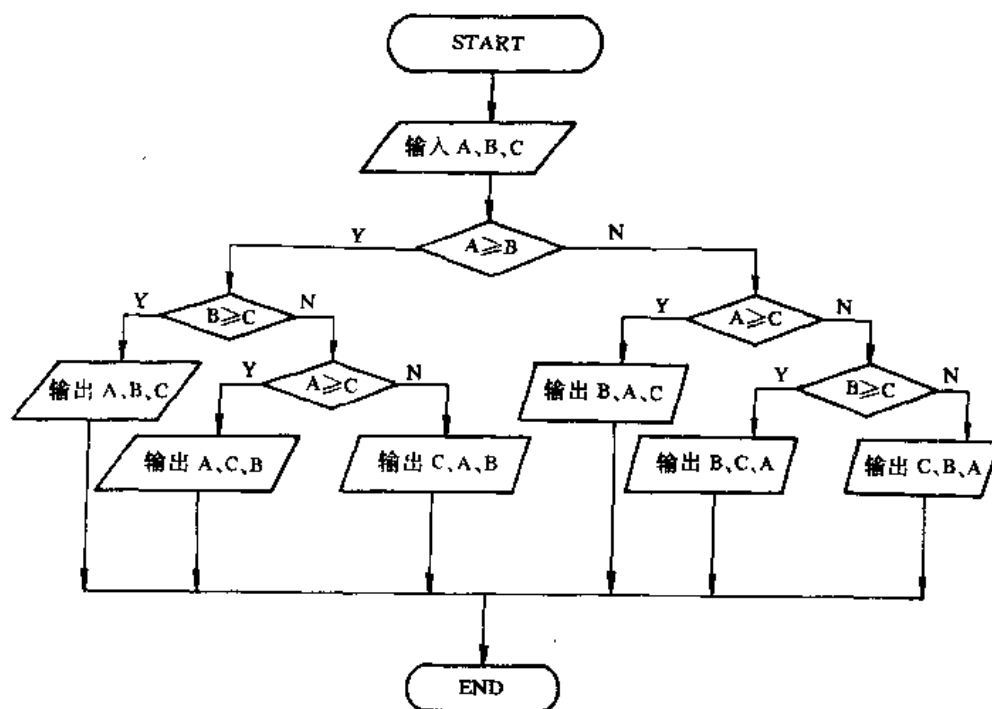 START
输入 A、B、C
Y
A≥B
N
Y
B≥C
N
Y
A≥C
N
输出 A、B、C
Y
A≥C
N
输出 B、A、C
Y
B≥C
N
输出 A、C、B
输出 C、A、B
输出 B、C、A
输出 C、B、A
END